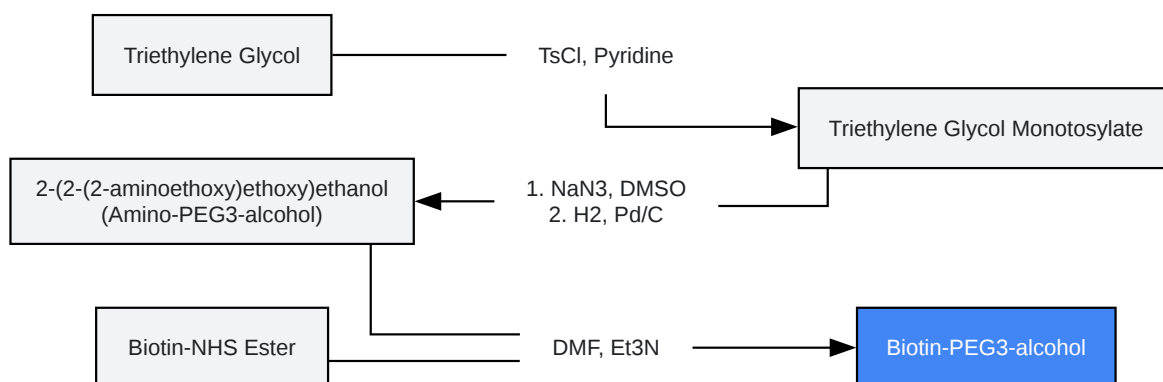 Triethylene Glycol
TsCl, Pyridine
Triethylene Glycol Monotosylate
2-(2-(2-aminoethoxy)ethoxy)ethanol
(Amino-PEG3-alcohol)
1. NaN3, DMSO
2. H2, Pd/C
Biotin-NHS Ester
DMF, Et3N
Biotin-PEG3-alcohol